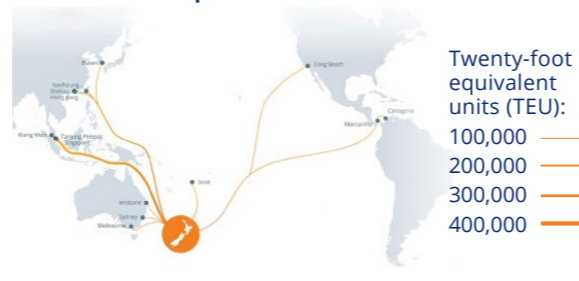 Busan
Kaohsiung
Shekou
Hong Kong
Klang West
Tanjung Pelepas
Singapore
Brisbane
Sydney
Melbourne
Suva
Long Beach
Cartagena
Manzanillo
Twenty-foot
equivalent
units (TEU):
100,000
200,000
300,000
400,000